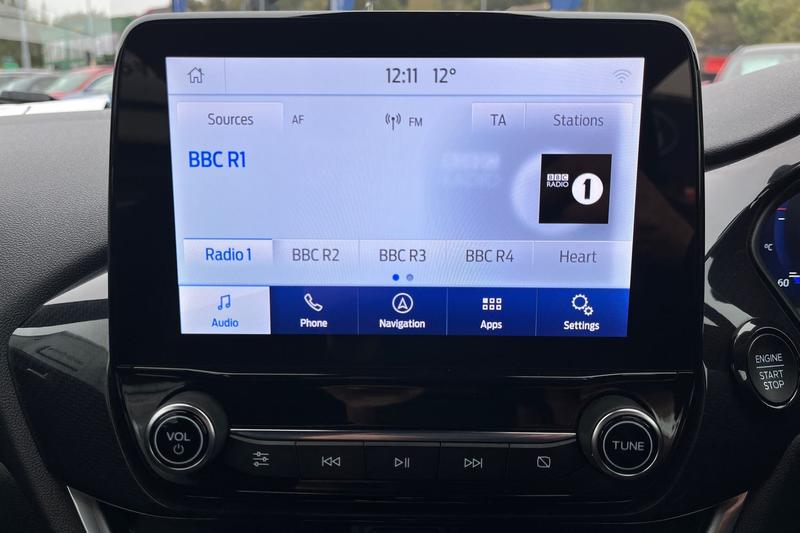 12:11 12°
Sources AF FM TA Stations
BBC R1
BBC
RADIO 1
Radio 1 BBC R2 BBC R3 BBC R4 Heart
Audio Phone Navigation Apps Settings
°C
60
ENGINE
START
STOP
VOL
TUNE